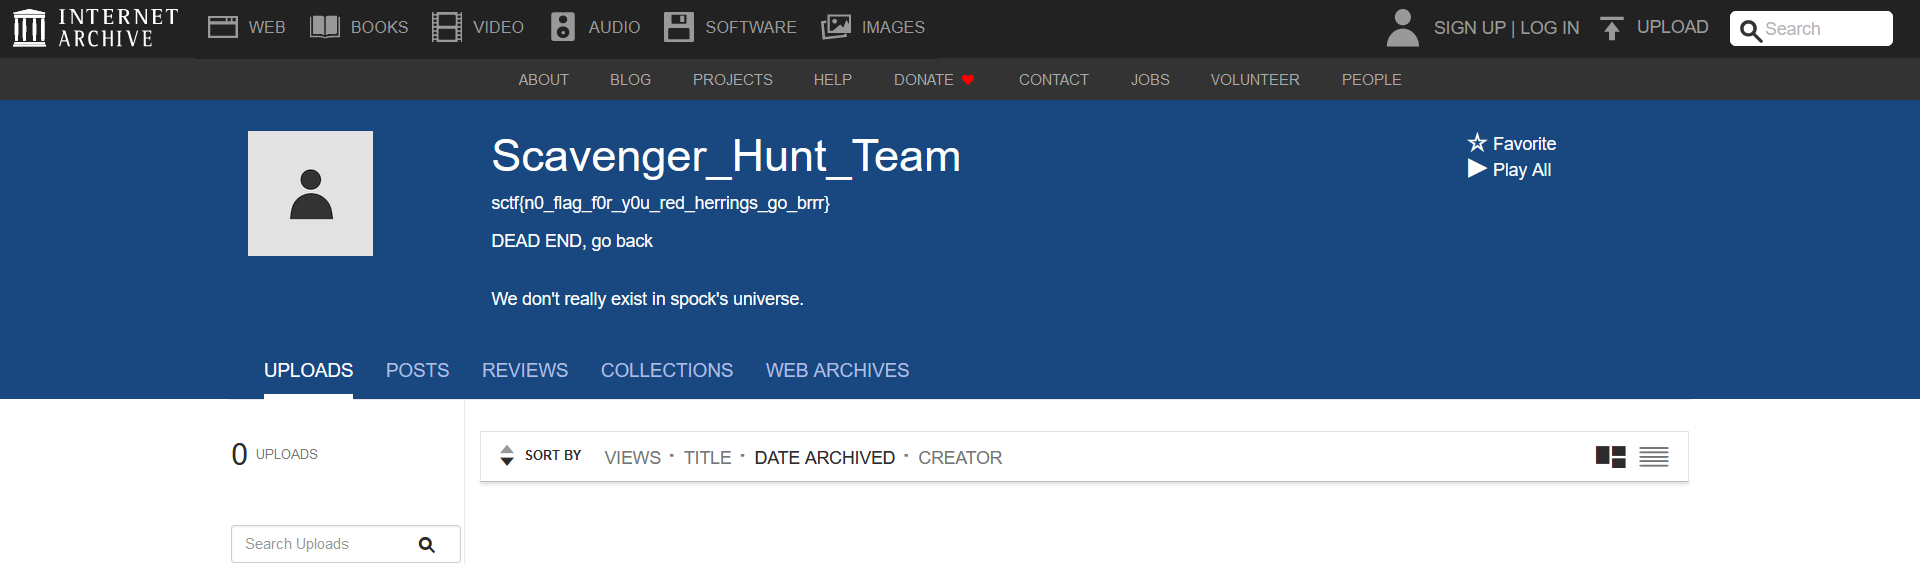 INTERNET ARCHIVE
WEB BOOKS VIDEO AUDIO SOFTWARE IMAGES SIGN UP | LOG IN UPLOAD Search
ABOUT BLOG PROJECTS HELP DONATE CONTACT JOBS VOLUNTEER PEOPLE
Scavenger_Hunt_Team
Favorite
Play All
sctf{n0_flag_f0r_y0u_red_herrings_go_brrr}
DEAD END, go back
We don't really exist in spock's universe.
UPLOADS POSTS REVIEWS COLLECTIONS WEB ARCHIVES
0 UPLOADS
SORT BY VIEWS · TITLE · DATE ARCHIVED · CREATOR
Search Uploads